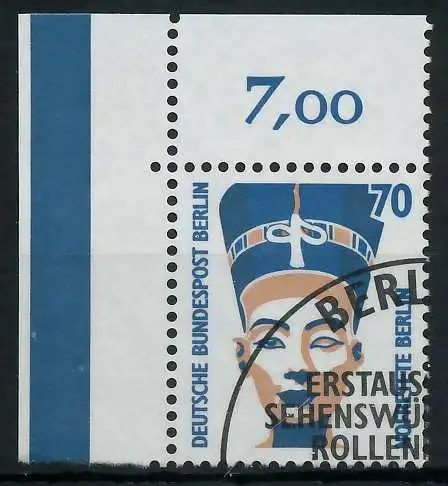 7,00
70
DEUTSCHE BUNDESPOST BERLIN
NOFRETETE BERLIN
BERL
ERSTAUS
SEHENSWÜ
ROLLEN